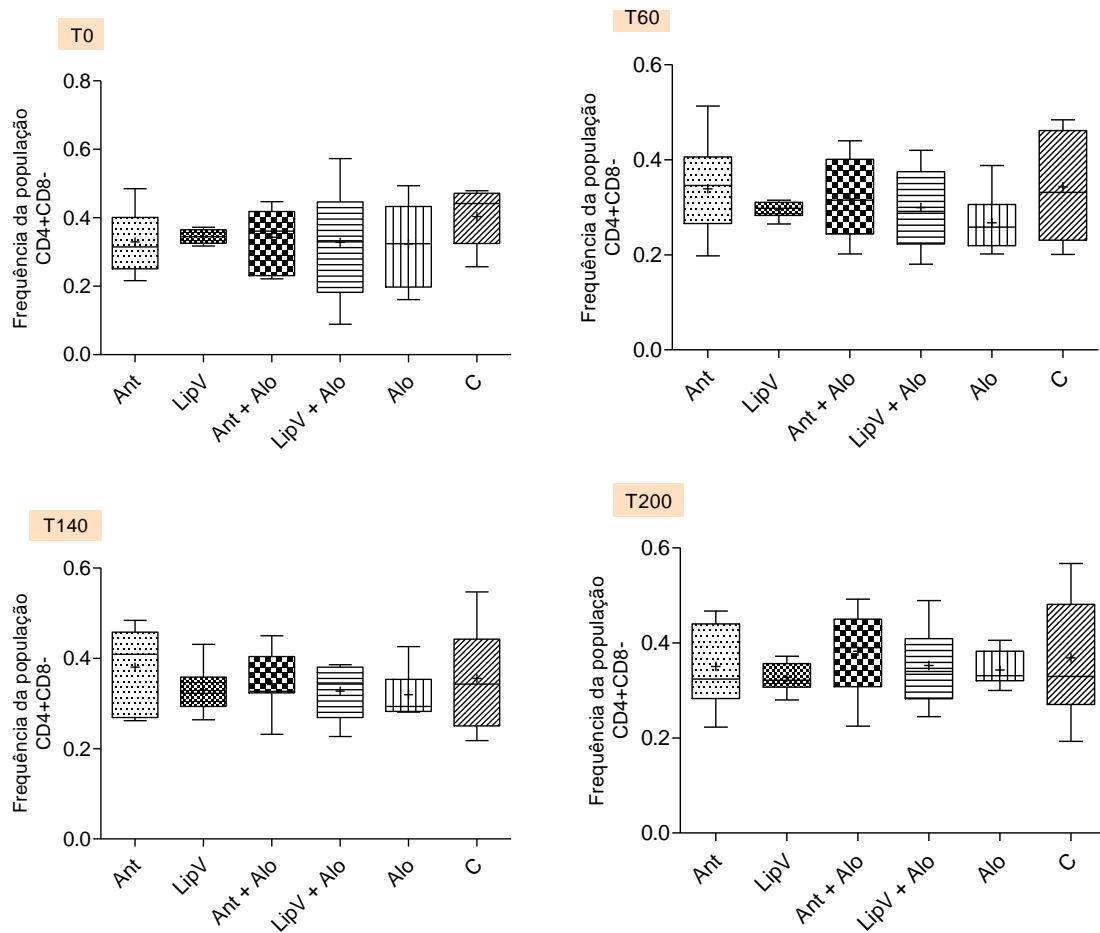 T0
0.8
0.6
0.4
0.2
0.0
Frequência da população
CD4+CD8-
Ant
LipV
Ant + Alo
LipV + Alo
Alo
C
T60
0.6
0.4
0.2
0.0
Frequência da população
CD4+CD8-
Ant
LipV
Ant + Alo
LipV + Alo
Alo
C
T140
0.6
0.4
0.2
0.0
Frequência da população
CD4+CD8-
Ant
LipV
Ant + Alo
LipV + Alo
Alo
C
T200
0.6
0.4
0.2
0.0
Frequência da população
CD4+CD8-
Ant
LipV
Ant + Alo
LipV + Alo
Alo
C